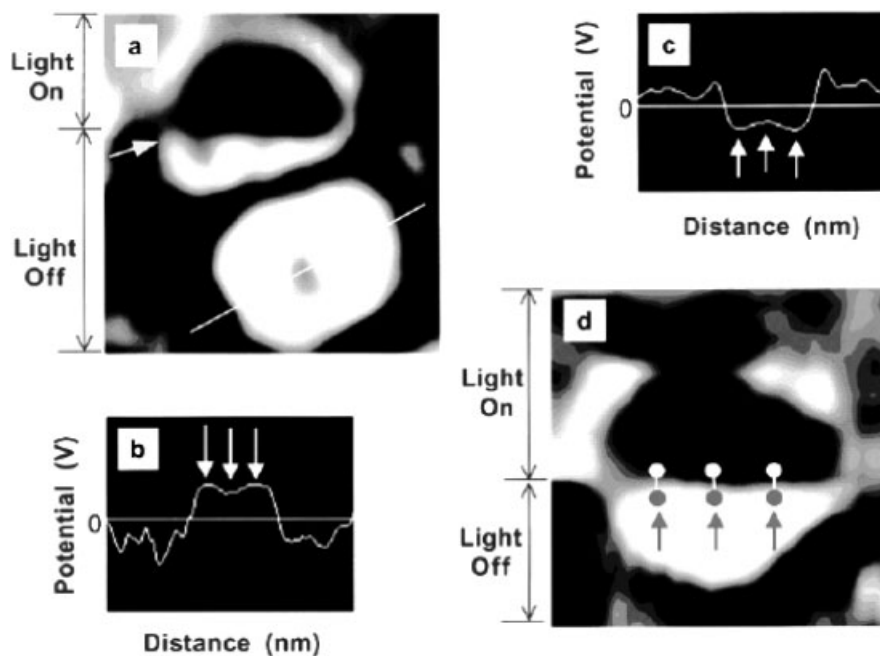 a
Light
On
Light
Off
b
Potential (V)
0
Distance (nm)
c
Potential (V)
0
Distance (nm)
d
Light
On
Light
Off